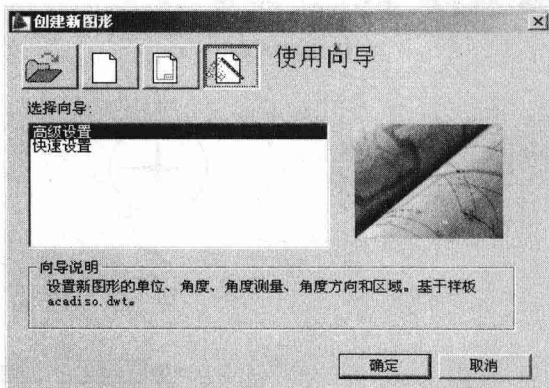 创建新图形
使用向导
选择向导:
高级设置
快速设置
向导说明
设置新图形的单位、角度、角度测量、角度方向和区域。基于样板
acadiso.dwt。
确定
取消